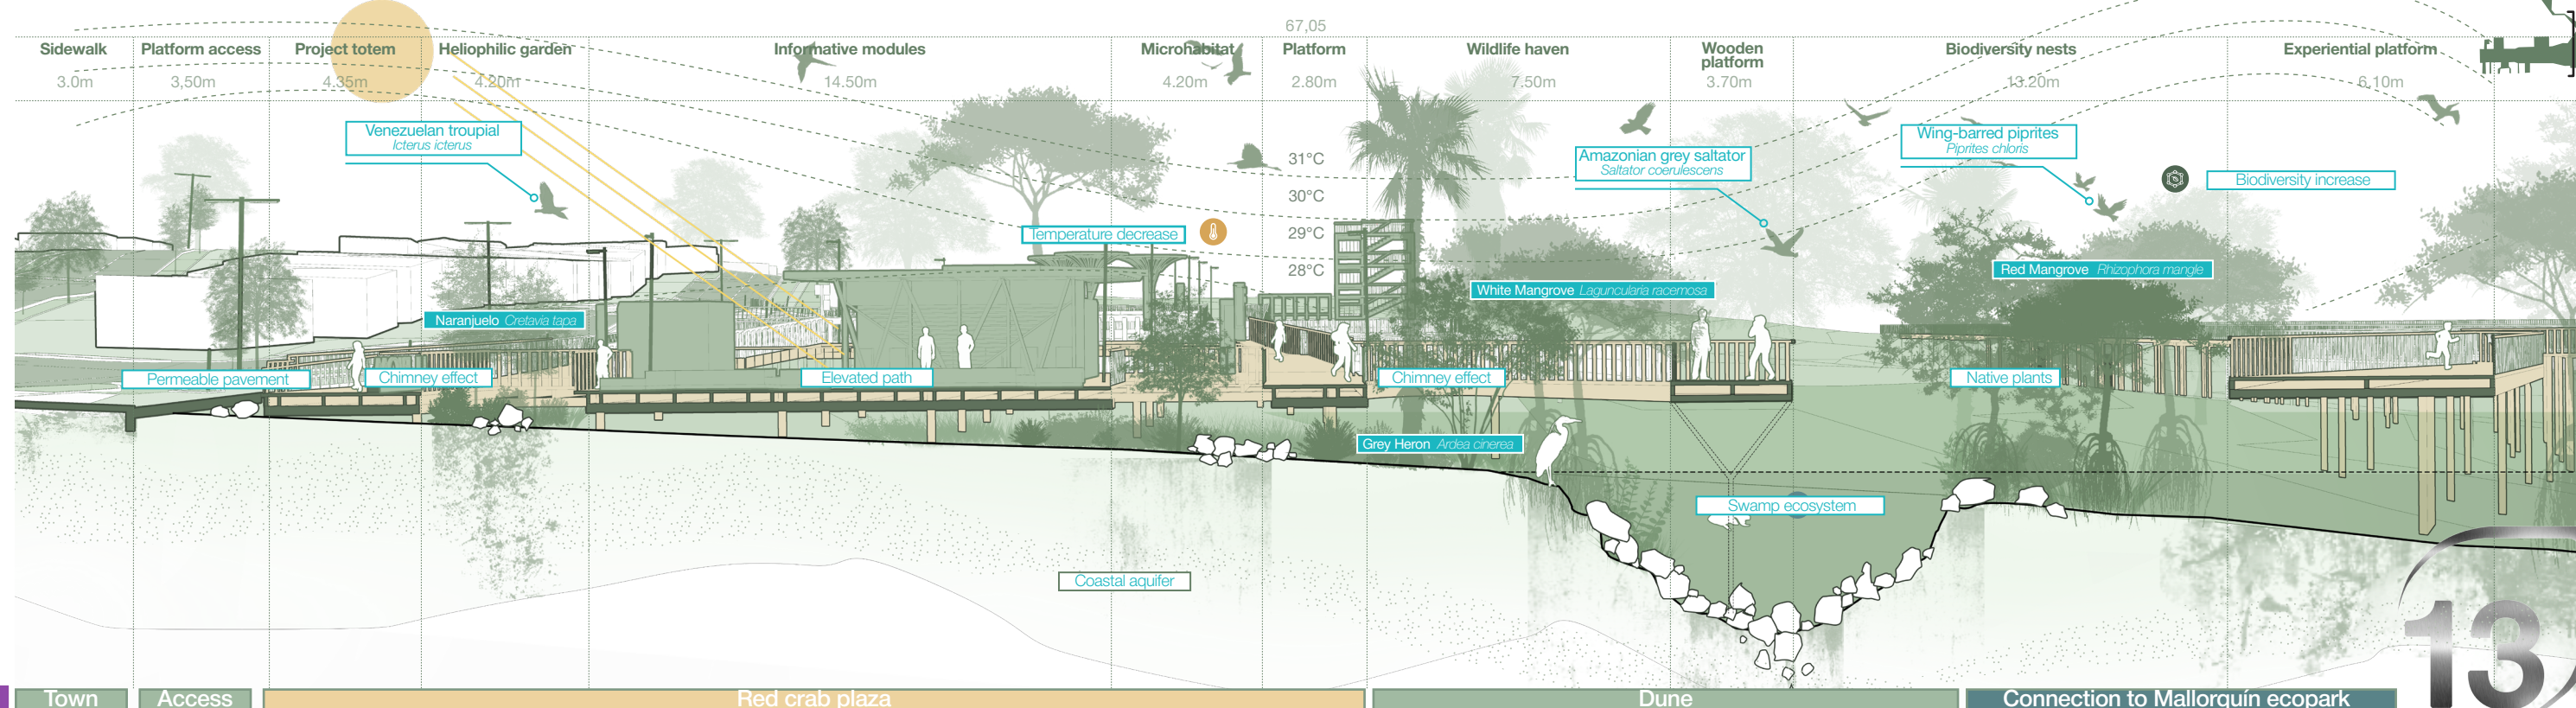 67,05
Sidewalk
3.0m
Platform access
3,50m
Project totem
4.35m
Heliophilic garden
4.20m
Informative modules
14.50m
Microhabitat
4.20m
Platform
2.80m
Wildlife haven
7.50m
Wooden
platform
3.70m
Biodiversity nests
13.20m
Experiential platform
6.10m
Venezuelan troupial
Icterus icterus
Amazonian grey saltator
Saltator coerulescens
Wing-barred piprites
Piprites chloris
Biodiversity increase
31°C
30°C
29°C
28°C
Temperature decrease
Red Mangrove Rhizophora mangle
White Mangrove Laguncularia racemosa
Naranjuelo Cretavia tapa
Permeable pavement
Chimney effect
Elevated path
Chimney effect
Native plants
Grey Heron Ardea cinerea
Swamp ecosystem
Coastal aquifer
13
Town
Access
Red crab plaza
Dune
Connection to Mallorquín ecopark